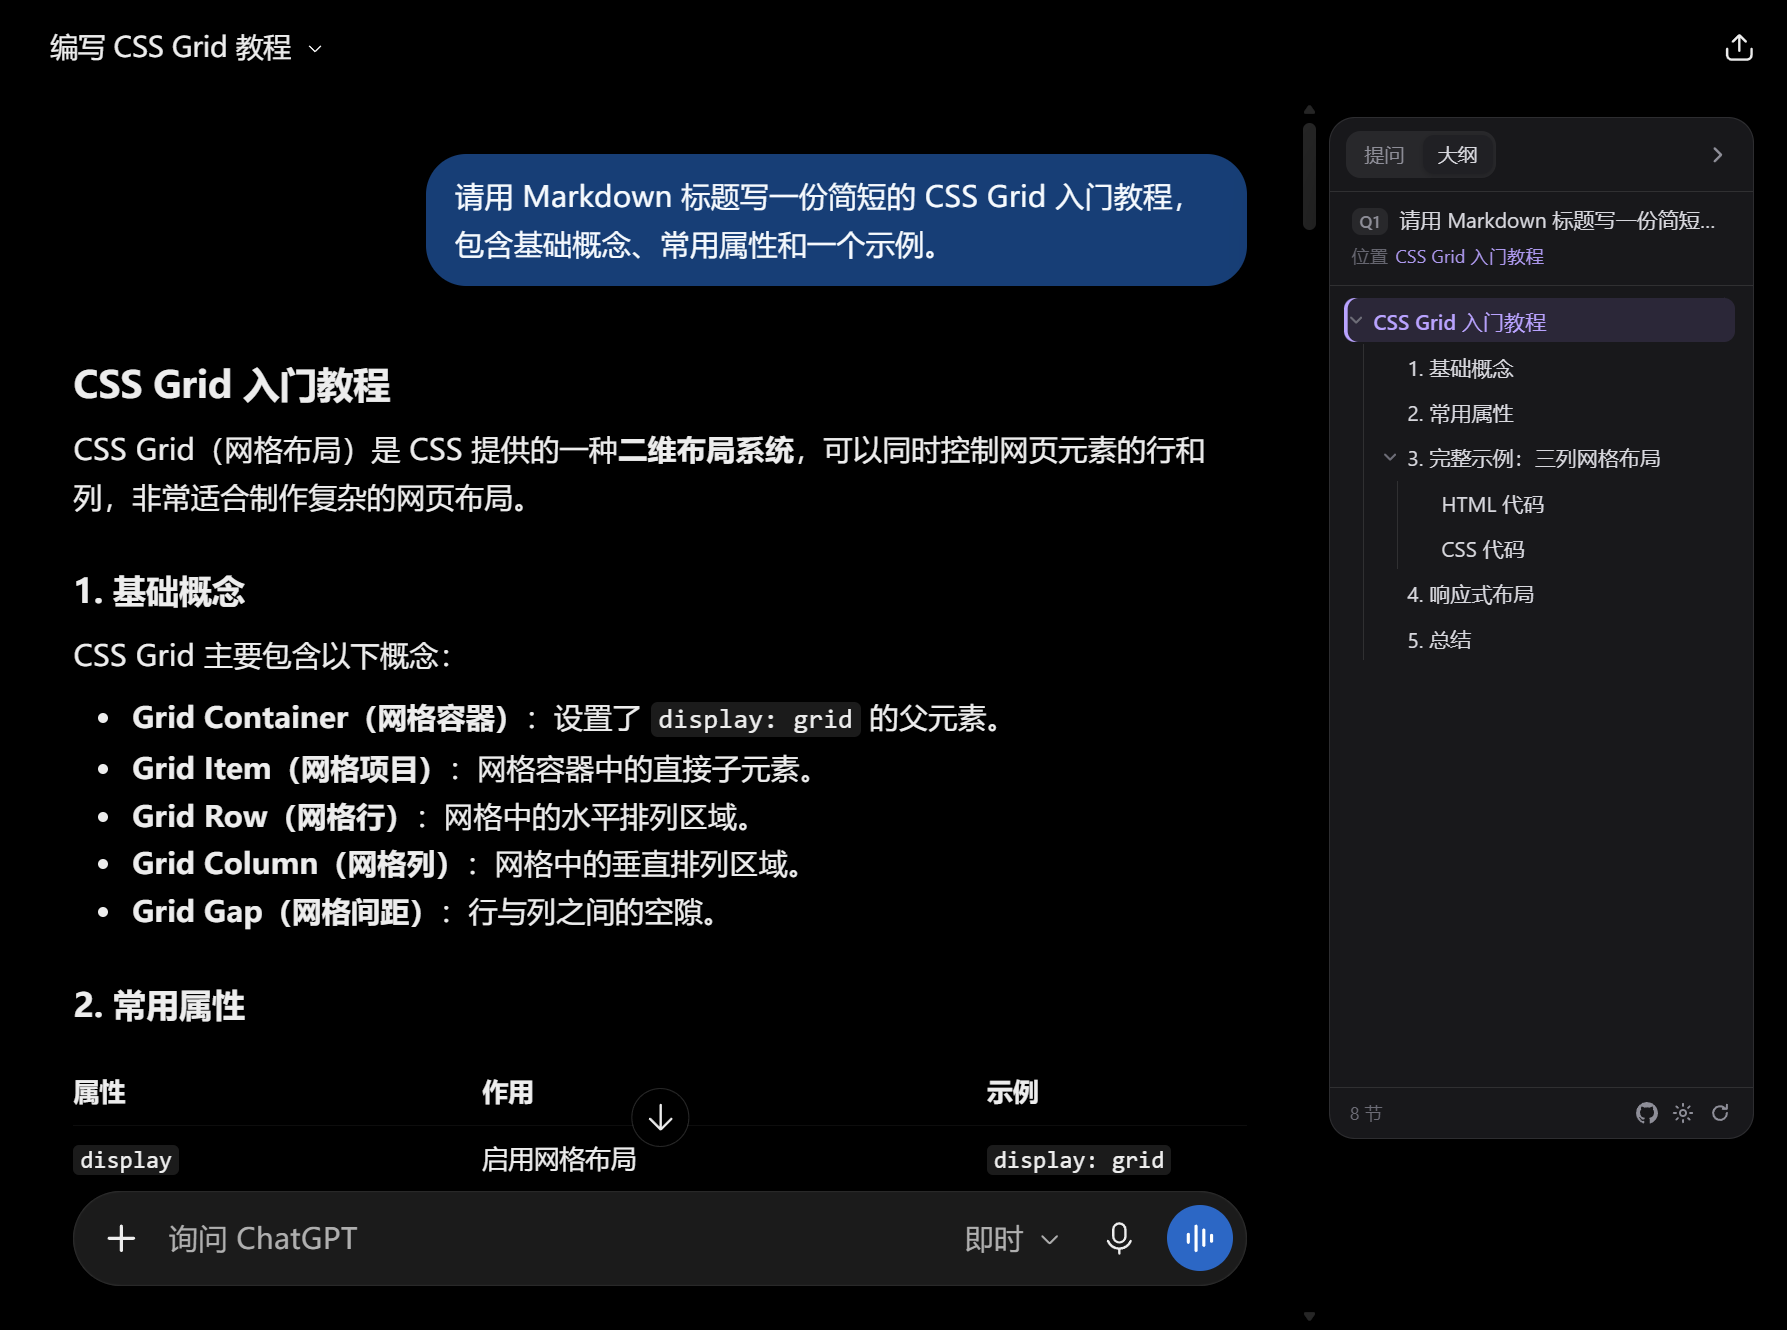 编写 CSS Grid 教程
请用 Markdown 标题写一份简短的 CSS Grid 入门教程，
包含基础概念、常用属性和一个示例。
CSS Grid 入门教程
CSS Grid（网格布局）是 CSS 提供的一种二维布局系统，可以同时控制网页元素的行和
列，非常适合制作复杂的网页布局。
1. 基础概念
CSS Grid 主要包含以下概念：
• Grid Container（网格容器）：设置了 display: grid 的父元素。
• Grid Item（网格项目）：网格容器中的直接子元素。
• Grid Row（网格行）：网格中的水平排列区域。
• Grid Column（网格列）：网格中的垂直排列区域。
• Grid Gap（网格间距）：行与列之间的空隙。
2. 常用属性
属性 作用 示例
display 启用网格布局 display: grid
询问 ChatGPT 即时
提问 大纲
Q1 请用 Markdown 标题写一份简短...
位置 CSS Grid 入门教程
CSS Grid 入门教程
1. 基础概念
2. 常用属性
3. 完整示例：三列网格布局
HTML 代码
CSS 代码
4. 响应式布局
5. 总结
8 节